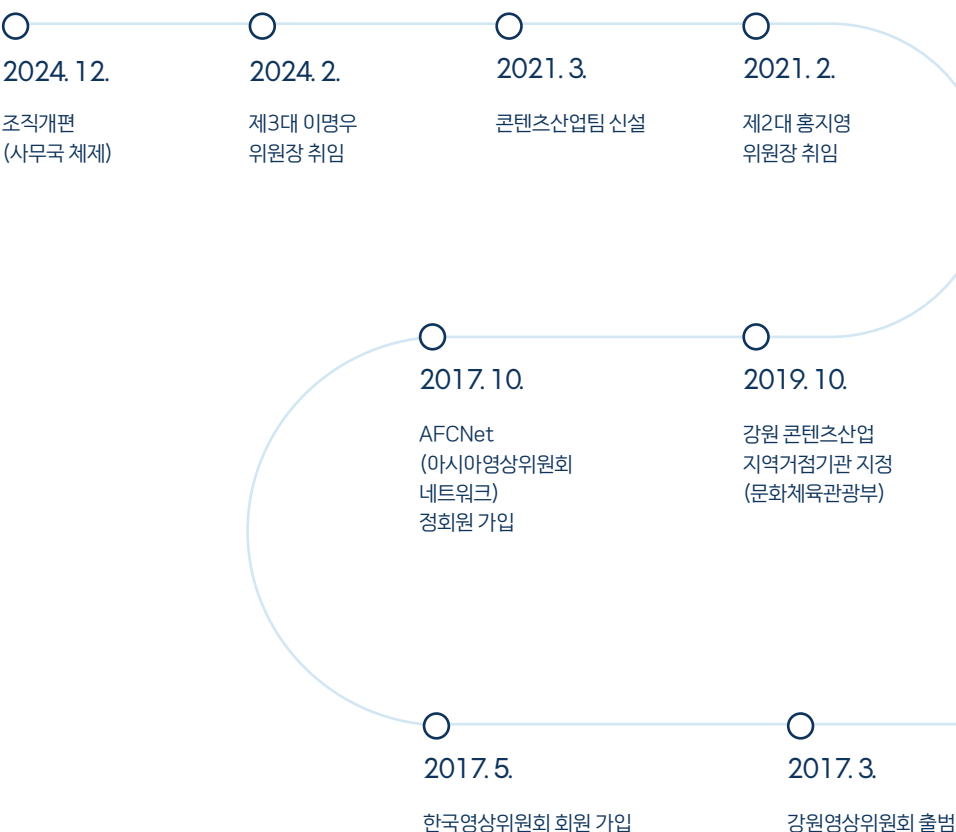 2024. 12.
조직개편
(사무국 체제)
2024. 2.
제3대 이명우
위원장 취임
2021. 3.
콘텐츠산업팀 신설
2021. 2.
제2대 홍지영
위원장 취임
2017. 10.
AFCNet
(아시아영상위원회
네트워크)
정회원 가입
2019. 10.
강원 콘텐츠산업
지역거점기관 지정
(문화체육관광부)
2017. 5.
한국영상위원회 회원 가입
2017. 3.
강원영상위원회 출범